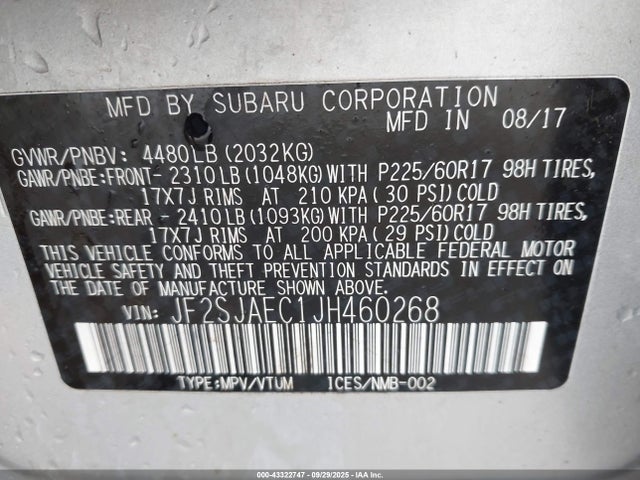 MFD BY SUBARU CORPORATION
MFD IN 08/17
GVWR/PNBV: 4480LB(2032KG)
GAWR/PNBE:FRONT- 2310LB(1048KG)WITH P225/60R17 98H TIRES,
17X7J RIMS AT 210 KPA(30 PSI)COLD
GAWR/PNBE:REAR - 2410LB(1093KG)WITH P225/60R17 98H TIRES,
17X7J RIMS AT 200 KPA(29 PSI)COLD
THIS VEHICLE CONFORMS TO ALL APPLICABLE FEDERAL MOTOR
VEHICLE SAFETY AND THEFT PREVENTION STANDARDS IN EFFECT ON
THE DATE OF MANUFACTURE SHOWN ABOVE.
VIN: JF2SJAEC1JH460268
TYPE:MPV/VTUM ICES/NMB-002
000-43322747 - 09/29/2025 - IAA Inc.